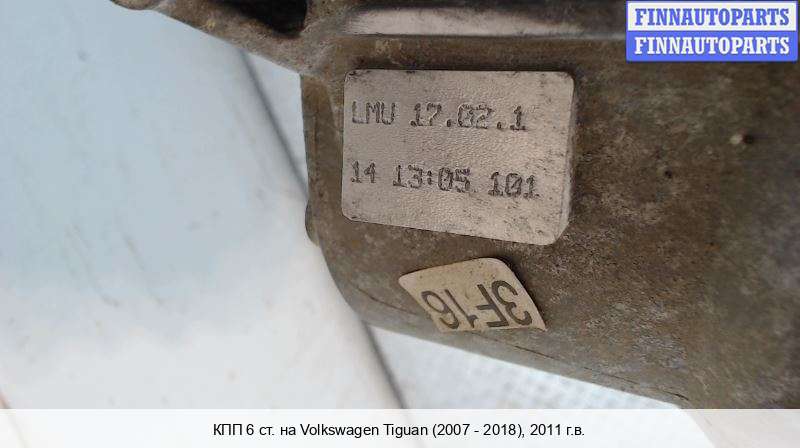 FINNAUTOPARTS
FINNAUTOPARTS
LMU 17.02.1
14 13:05 101
3F16
КПП 6 ст. на Volkswagen Tiguan (2007 - 2018), 2011 г.в.